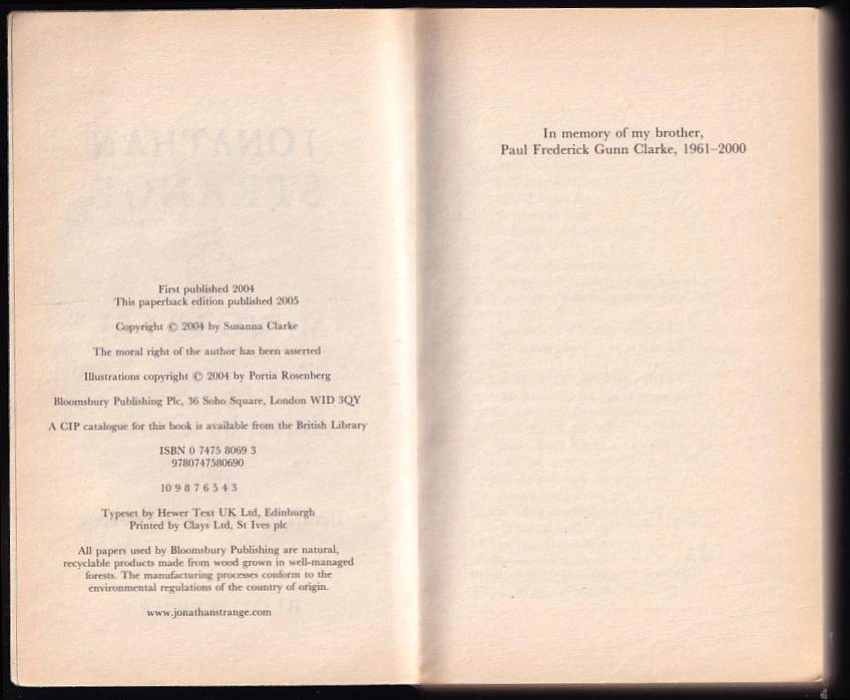 First published 2004
This paperback edition published 2005
Copyright © 2004 by Susanna Clarke
The moral right of the author has been asserted
Illustrations copyright © 2004 by Portia Rosenberg
Bloomsbury Publishing Plc, 36 Soho Square, London W1D 3QY
A CIP catalogue for this book is available from the British Library
ISBN 0 7475 8069 3
9780747580690
10 9 8 7 6 5 4 3
Typeset by Hewer Text UK Ltd, Edinburgh
Printed by Clays Ltd, St Ives plc
All papers used by Bloomsbury Publishing are natural,
recyclable products made from wood grown in well-managed
forests. The manufacturing processes conform to the
environmental regulations of the country of origin.
www.jonathanstrange.com
In memory of my brother,
Paul Frederick Gunn Clarke, 1961–2000